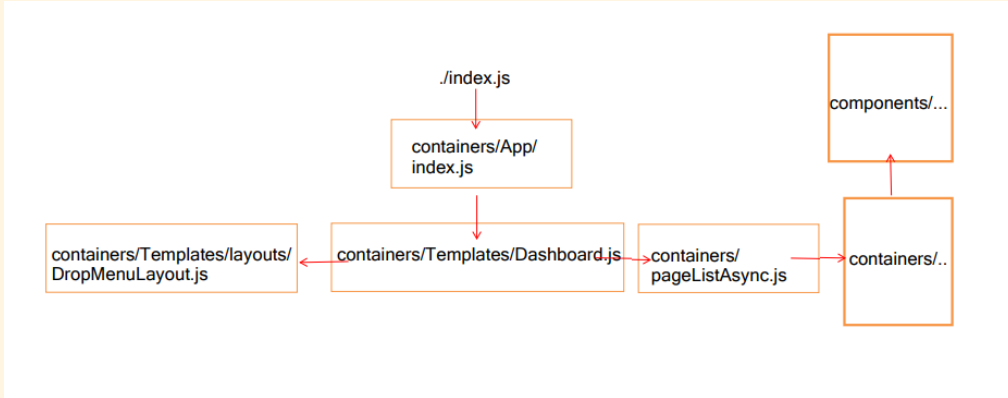 ./index.js
components/...
containers/App/
index.js
containers/Templates/layouts/
DropMenuLayout.js
containers/Templates/Dashboard.js
containers/
pageListAsync.js
containers/..